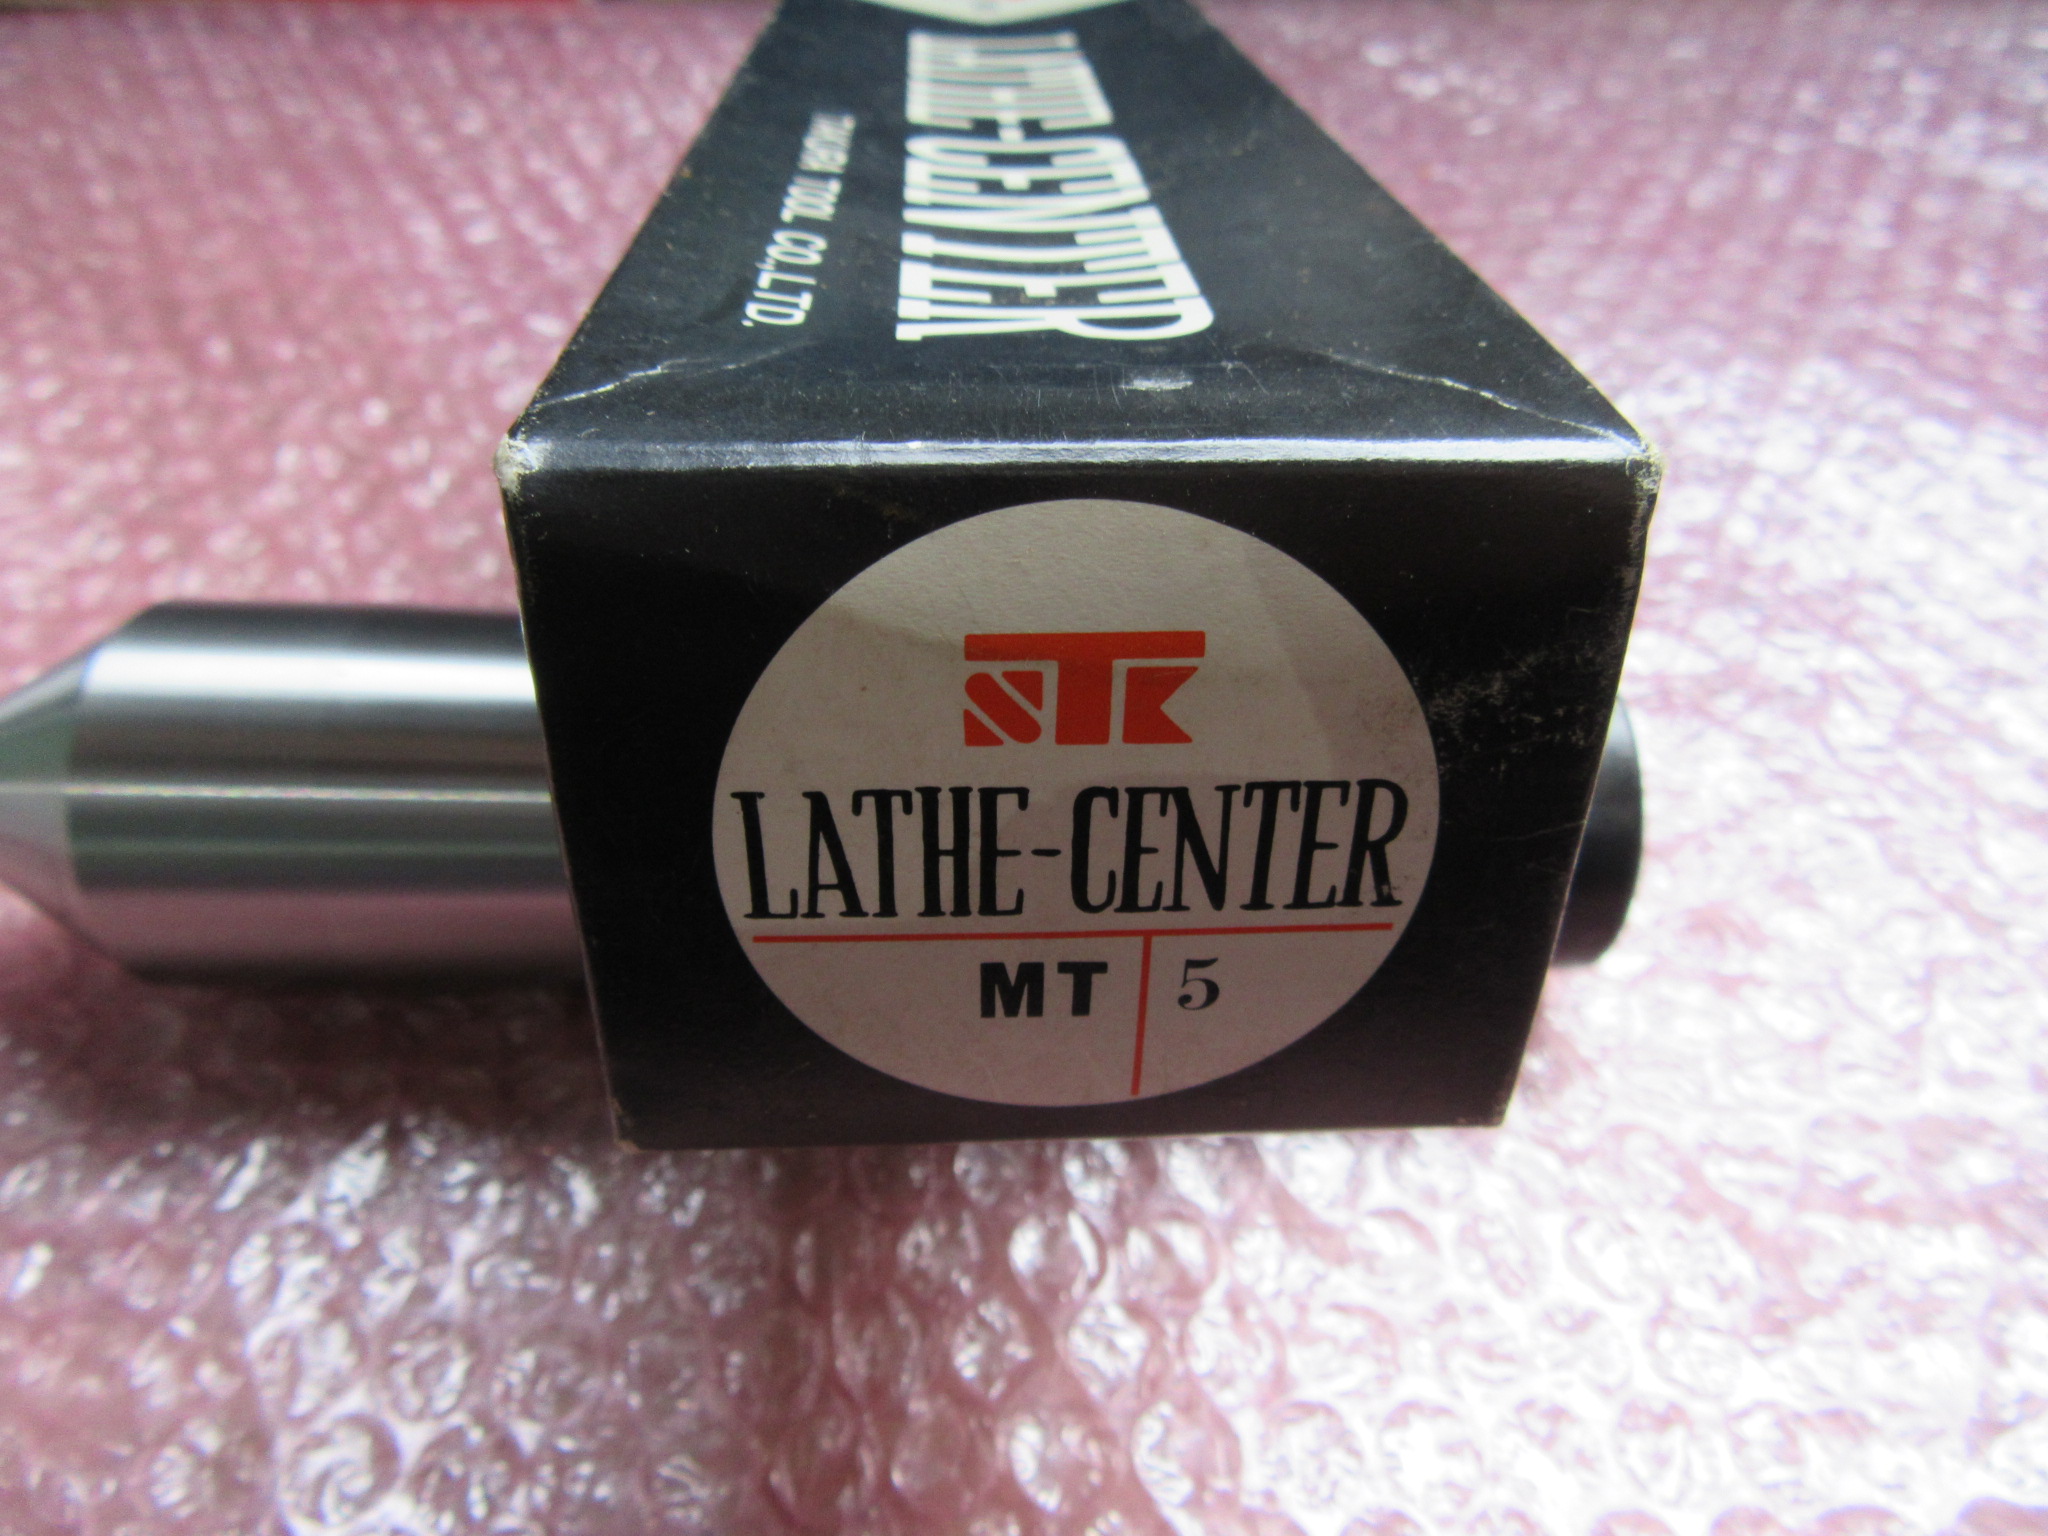 LATHE-CENTER
TOOL CO.,LTD.
STK
LATHE-CENTER
MT 5